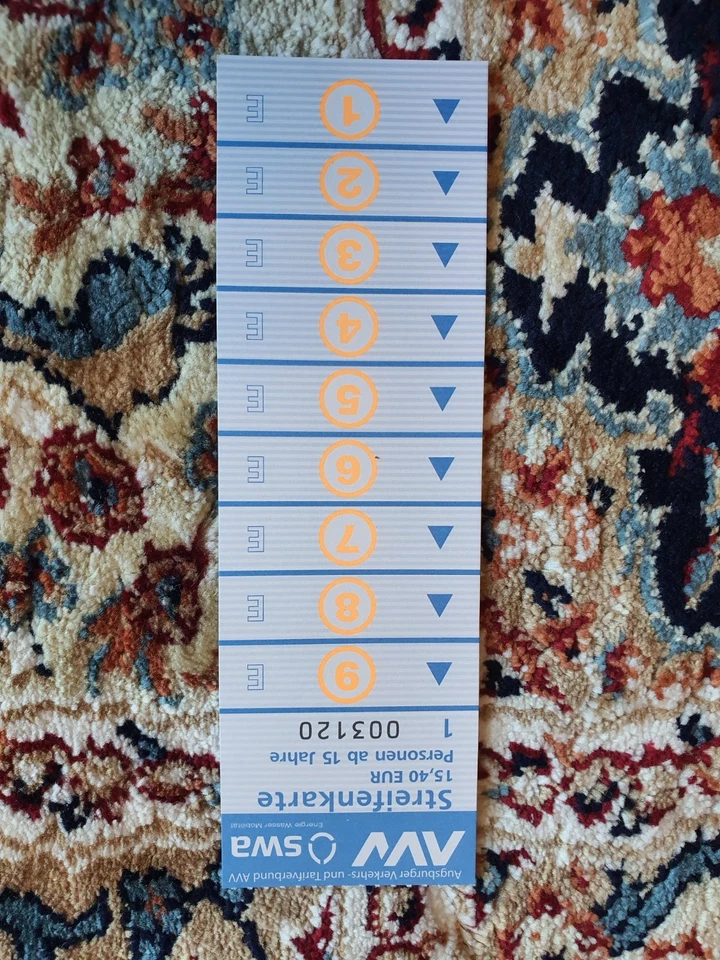 Augsburger Verkehrs- und Tarifverbund AVV
AVV swa
Energie Wasser Mobilität
Streifenkarte
15,40 EUR
Personen ab 15 Jahre
1 003120
9 E
8 E
7 E
6 E
5 E
4 E
3 E
2 E
1 E